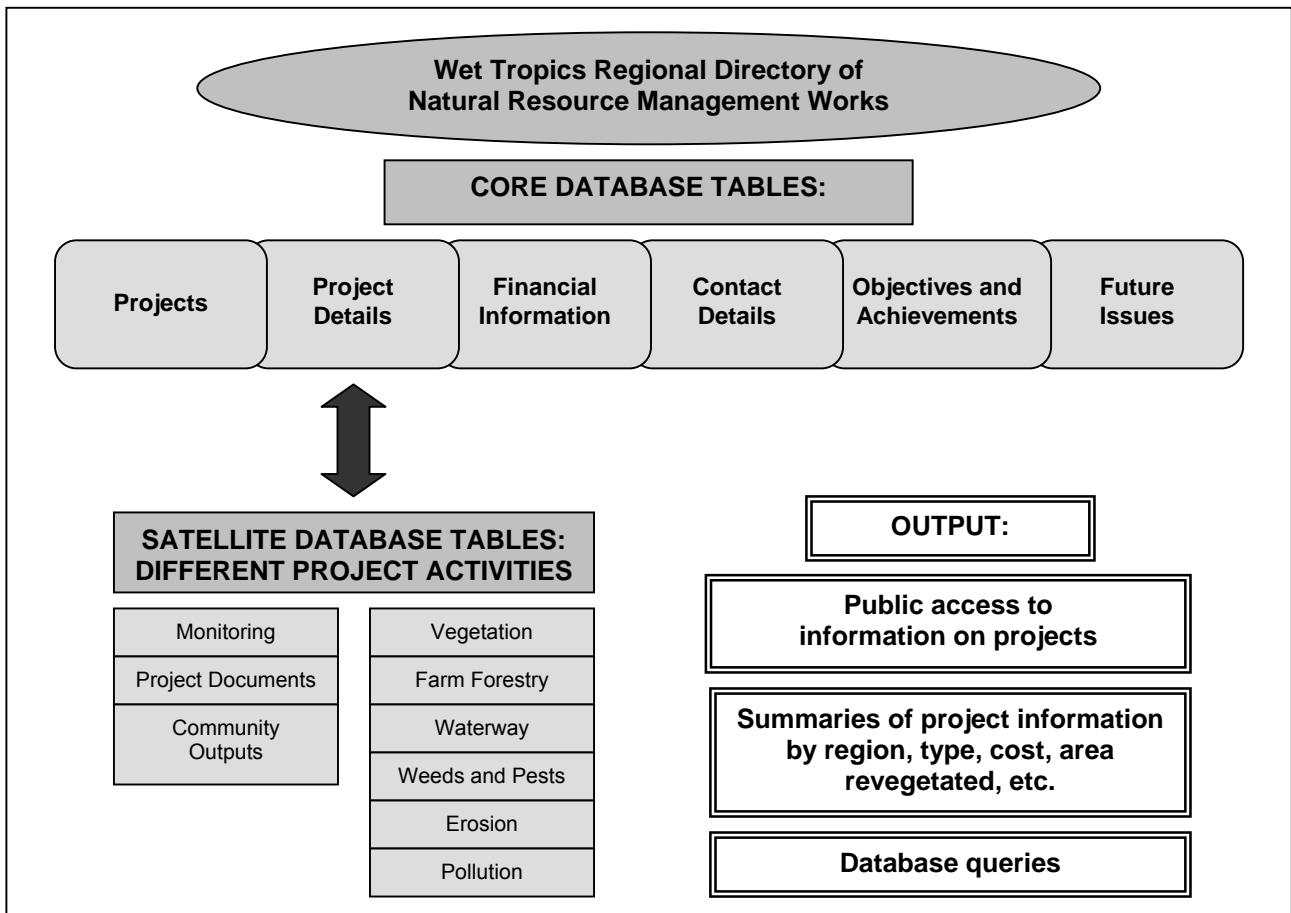 Wet Tropics Regional Directory of
Natural Resource Management Works
CORE DATABASE TABLES:
Projects
Project
Details
Financial
Information
Contact
Details
Objectives and
Achievements
Future
Issues
SATELLITE DATABASE TABLES:
DIFFERENT PROJECT ACTIVITIES
Monitoring
Project Documents
Community
Outputs
Vegetation
Farm Forestry
Waterway
Weeds and Pests
Erosion
Pollution
OUTPUT:
Public access to
information on projects
Summaries of project information
by region, type, cost, area
revegetated, etc.
Database queries